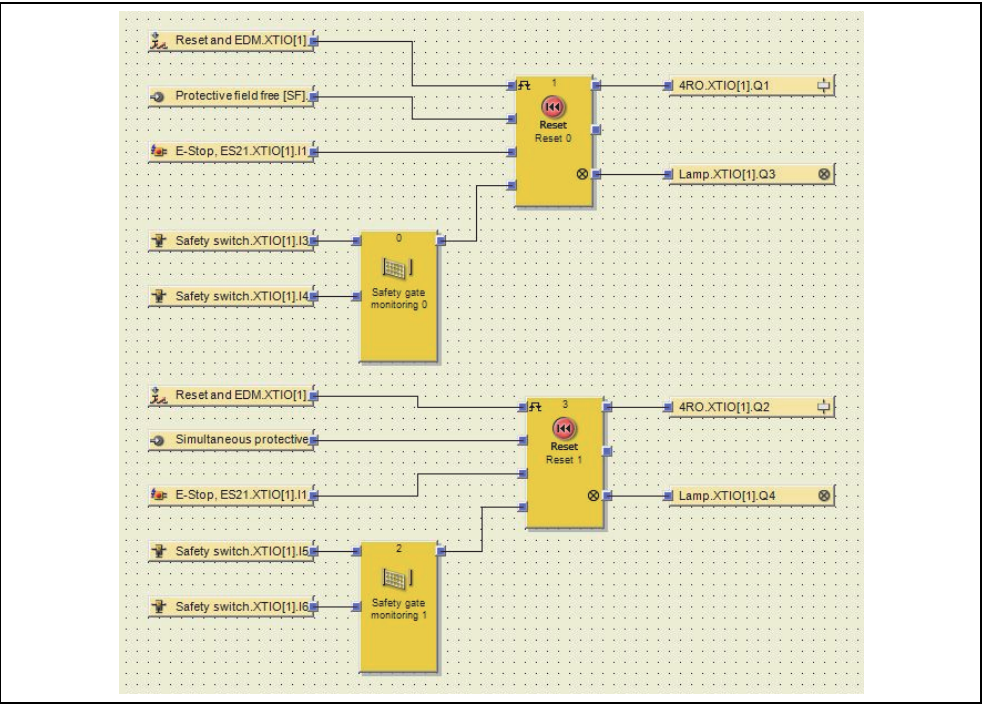 Reset and EDM.XTIO[1]
Protective field free [SF].
E-Stop, ES21.XTIO[1].I1
1
Reset
Reset 0
4RO.XTIO[1].Q1
Lamp.XTIO[1].Q3
Safety switch.XTIO[1].I3
Safety switch.XTIO[1].I4
0
Safety gate
monitoring 0
Reset and EDM.XTIO[1]
Simultaneous protective
E-Stop, ES21.XTIO[1].I1
3
Reset
Reset 1
4RO.XTIO[1].Q2
Lamp.XTIO[1].Q4
Safety switch.XTIO[1].I5
Safety switch.XTIO[1].I6
2
Safety gate
monitoring 1